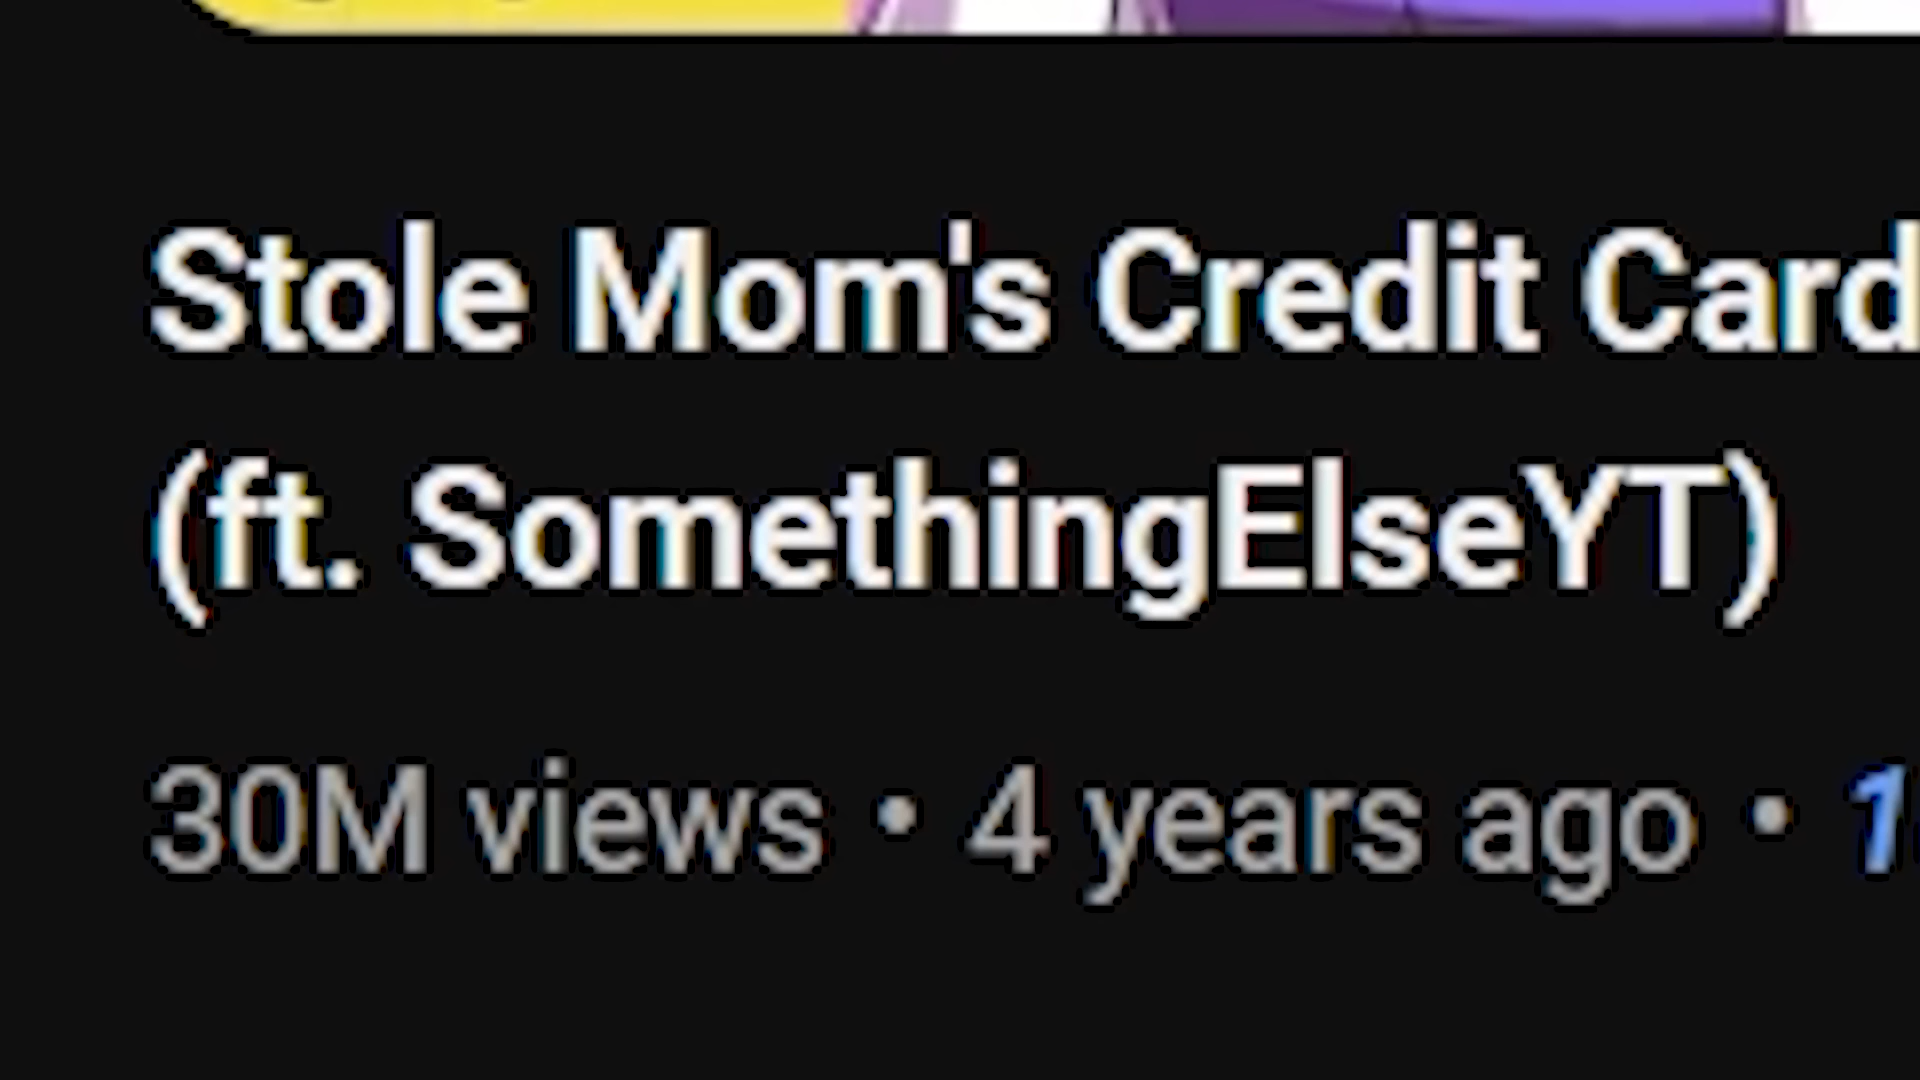 Stole Mom's Credit Card
(ft. SomethingElseYT)
30M views • 4 years ago •